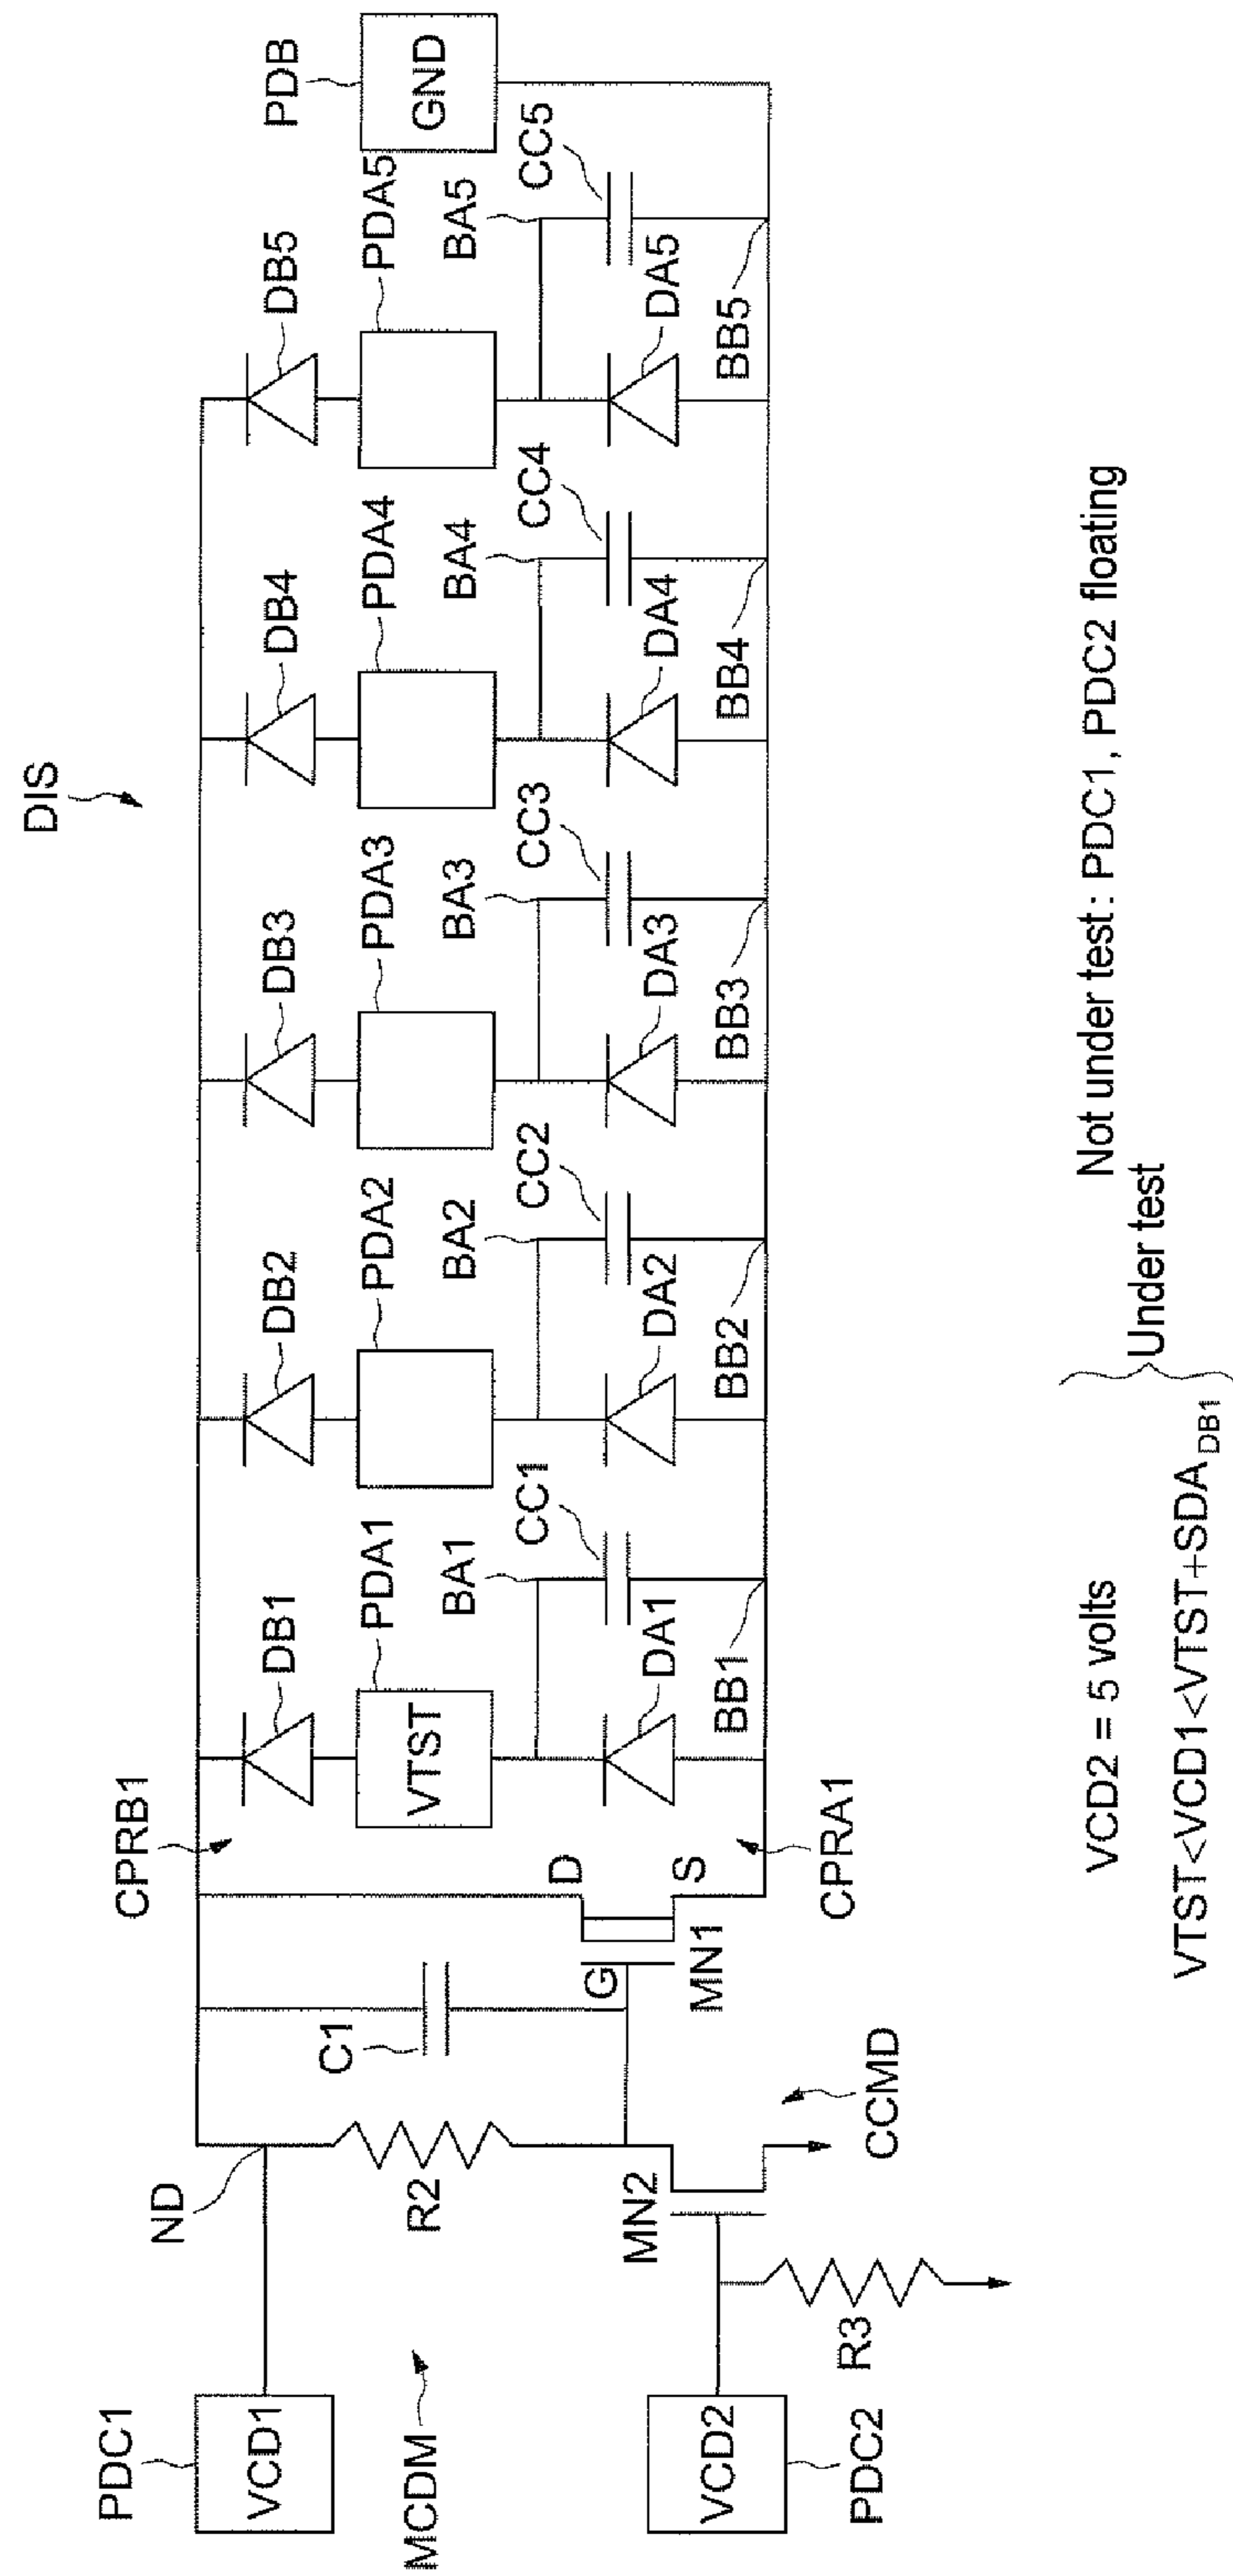 DIS
CPRB1
DB1
DB2
DB3
DB4
DB5
PDB
PDC1
VCD1
ND
C1
PDA1
VTST
PDA2
PDA3
PDA4
PDA5
GND
MCDM
R2
G
D
S
MN1
BA1
CC1
BA2
CC2
BA3
CC3
BA4
CC4
BA5
CC5
DA1
DA2
DA3
DA4
DA5
BB1
BB2
BB3
BB4
BB5
CPRA1
MN2
CCMD
PDC2
VCD2
R3
VCD2 = 5 volts
VTST<VCD1<VTST+SDA DB1
Under test
Not under test: PDC1, PDC2 floating